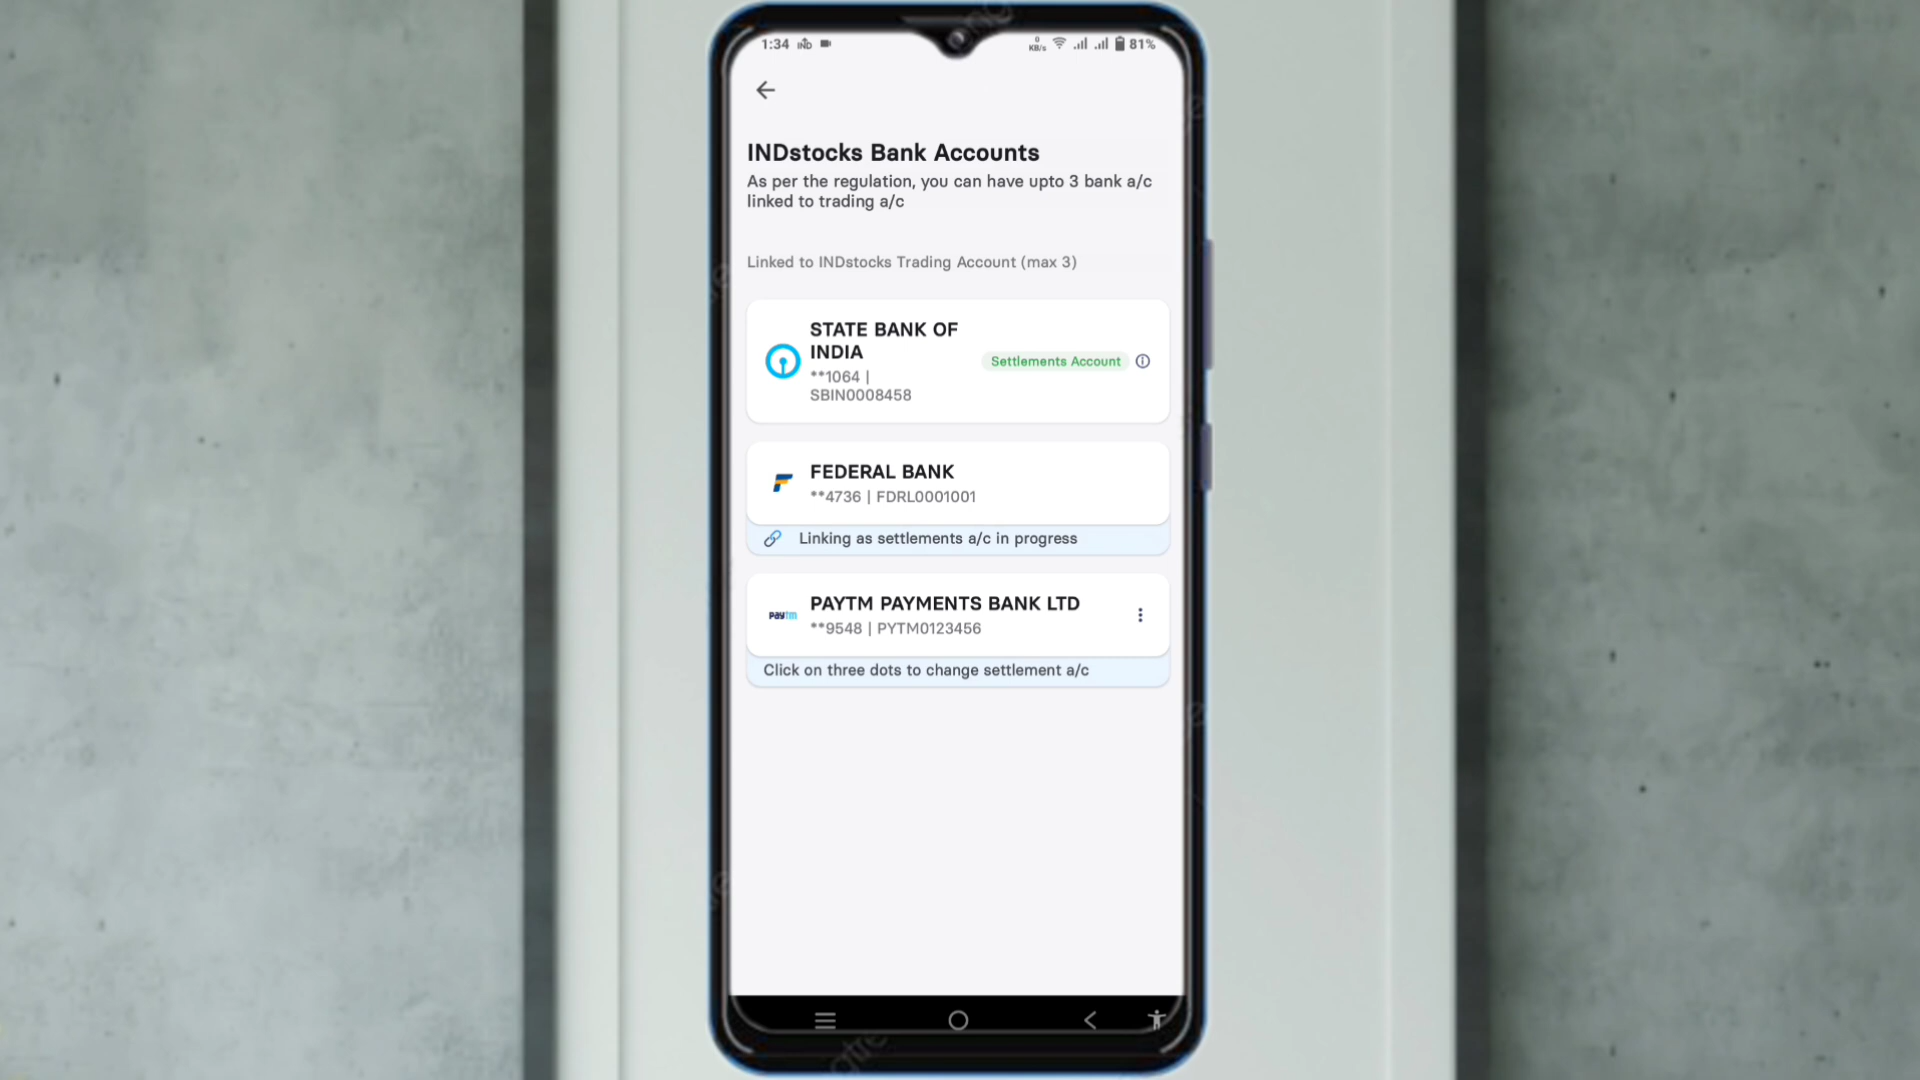 1:34 IND 0 KB/s 81%
INDstocks Bank Accounts
As per the regulation, you can have upto 3 bank a/c
linked to trading a/c
Linked to INDstocks Trading Account (max 3)
STATE BANK OF
INDIA
Settlements Account
**1064 |
SBIN0008458
FEDERAL BANK
**4736 | FDRL0001001
Linking as settlements a/c in progress
paytm
PAYTM PAYMENTS BANK LTD
**9548 | PYTM0123456
Click on three dots to change settlement a/c